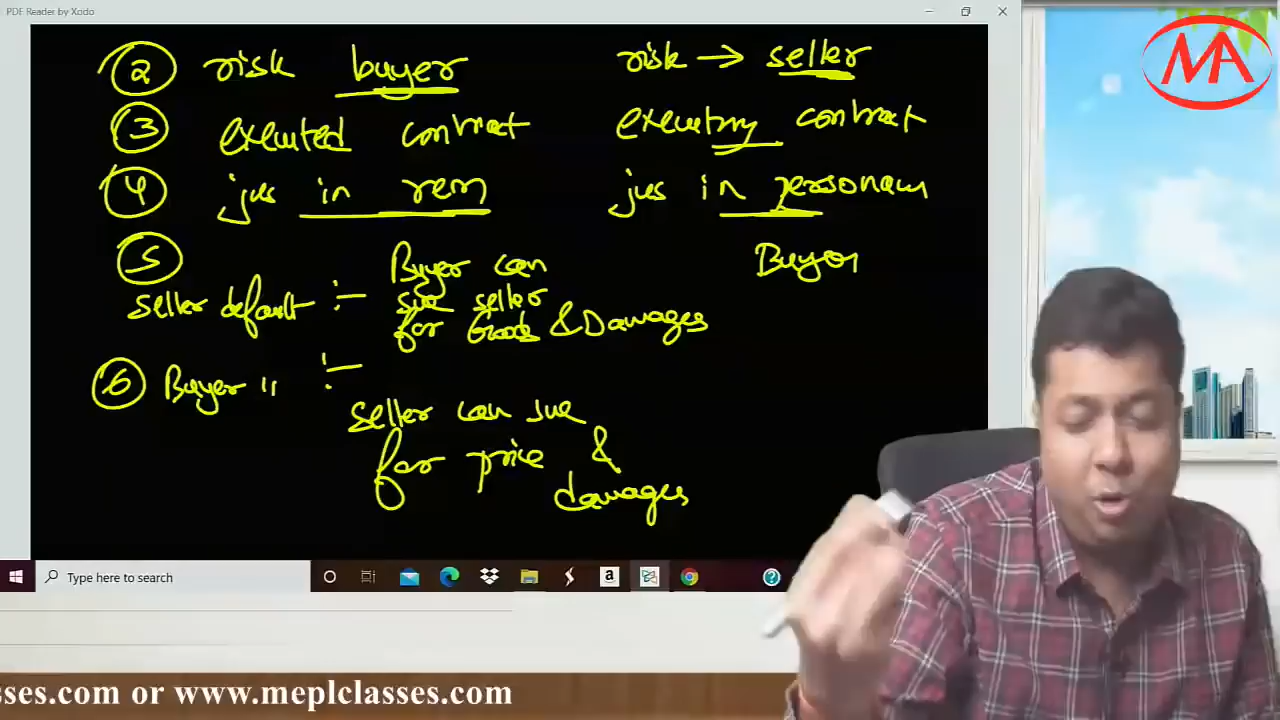 PDF Reader by Xodo
MA
② risk buyer risk → seller
③ executed contract executory contract
④ jus in rem jus in personam
⑤ Buyer can Buyer
seller default :- sue seller
for Goods & Damages
⑥ Buyer " :-
seller can sue
for price &
damages
Type here to search
a
sses.com or www.meplclasses.com